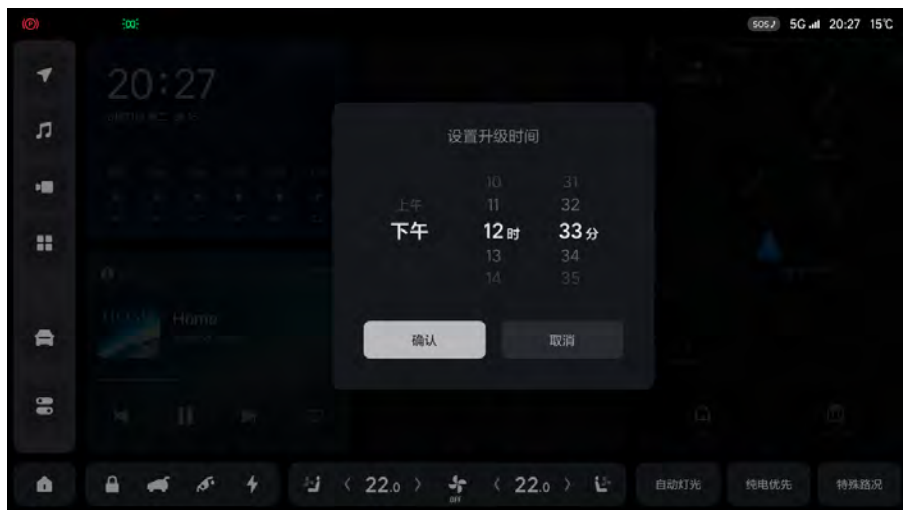 (P)
SOS 5G 20:27 15℃
20:27
设置升级时间
10 31
上午 11 32
下午 12时 33分
13 34
14 35
Home
确认 取消
22.0 OFF 22.0 自动灯光 纯电优先 特殊路况